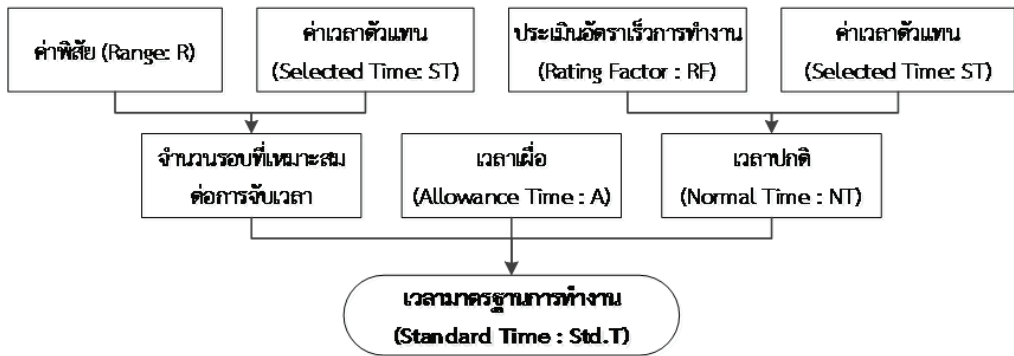 ค่าพิสัย (Range: R)
ค่าเวลาตัวแทน
(Selected Time: ST)
ประเมินอัตราเร็วการทำงาน
(Rating Factor : RF)
ค่าเวลาตัวแทน
(Selected Time: ST)
จำนวนรอบที่เหมาะสม
ต่อการจับเวลา
เวลาเผื่อ
(Allowance Time : A)
เวลาปกติ
(Normal Time : NT)
เวลามาตรฐานการทำงาน
(Standard Time : Std.T)